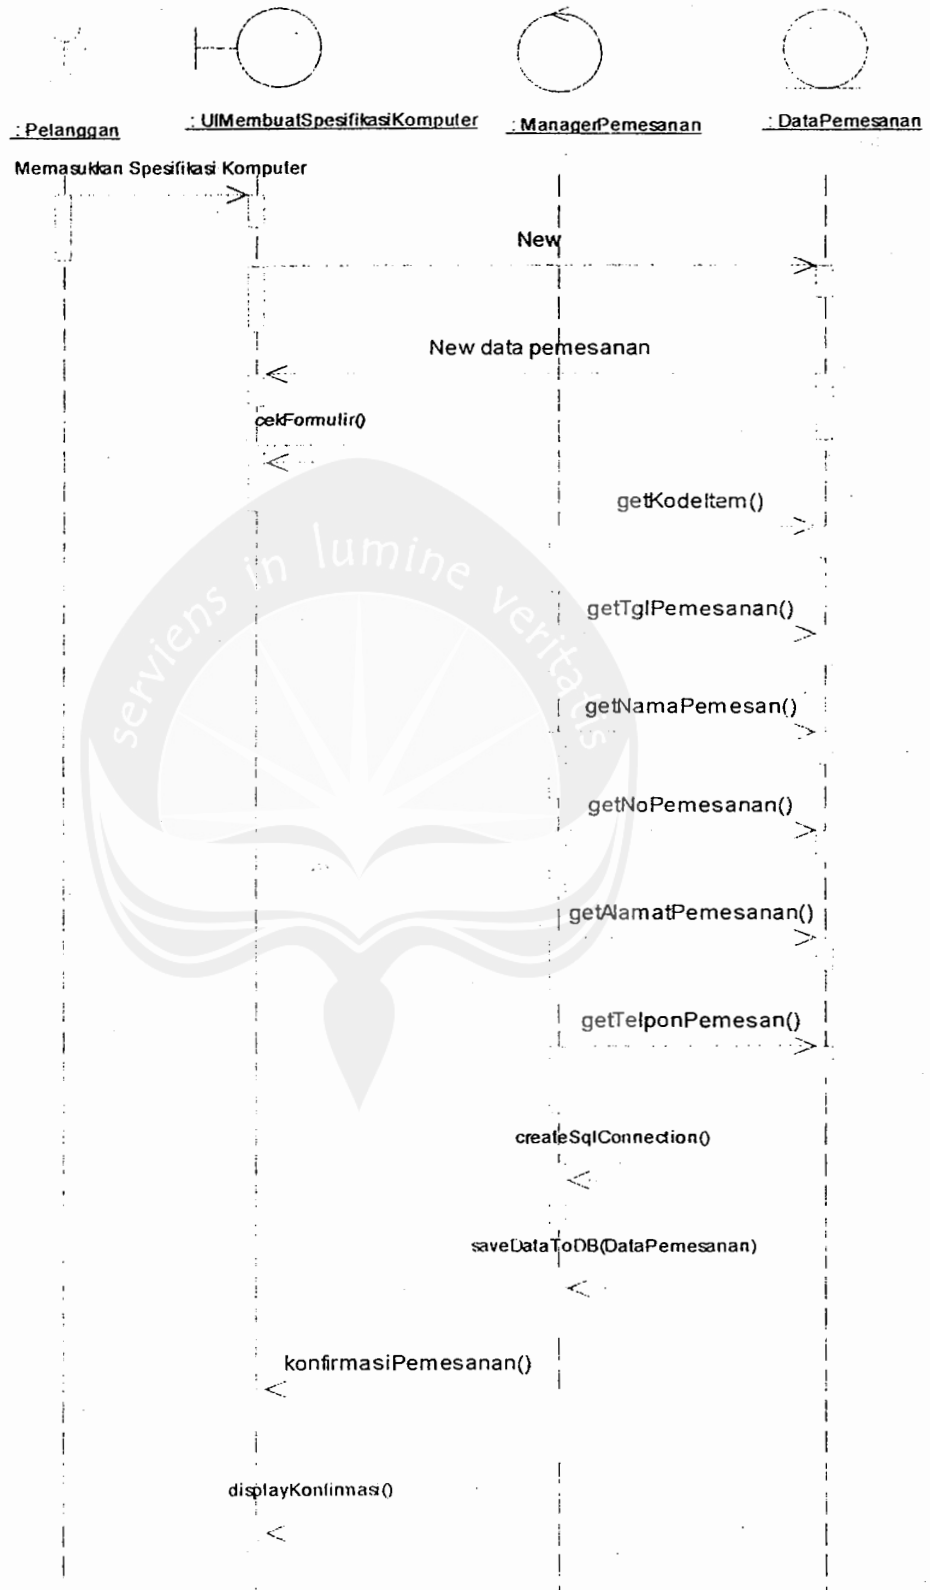 : Pelanggan
: UIMembuatSpesifikasiKomputer
: ManagerPemesanan
: DataPemesanan
Memasukkan Spesifikasi Komputer
New
New data pemesanan
cekFormulir()
getKodeItem()
serviens in lumine veritatis
getTglPemesanan()
getNamaPemesan()
getNoPemesanan()
getAlamatPemesanan()
getTelponPemesan()
createSqlConnection()
saveDataToDB(DataPemesanan)
konfirmasiPemesanan()
displayKonfirmasi()